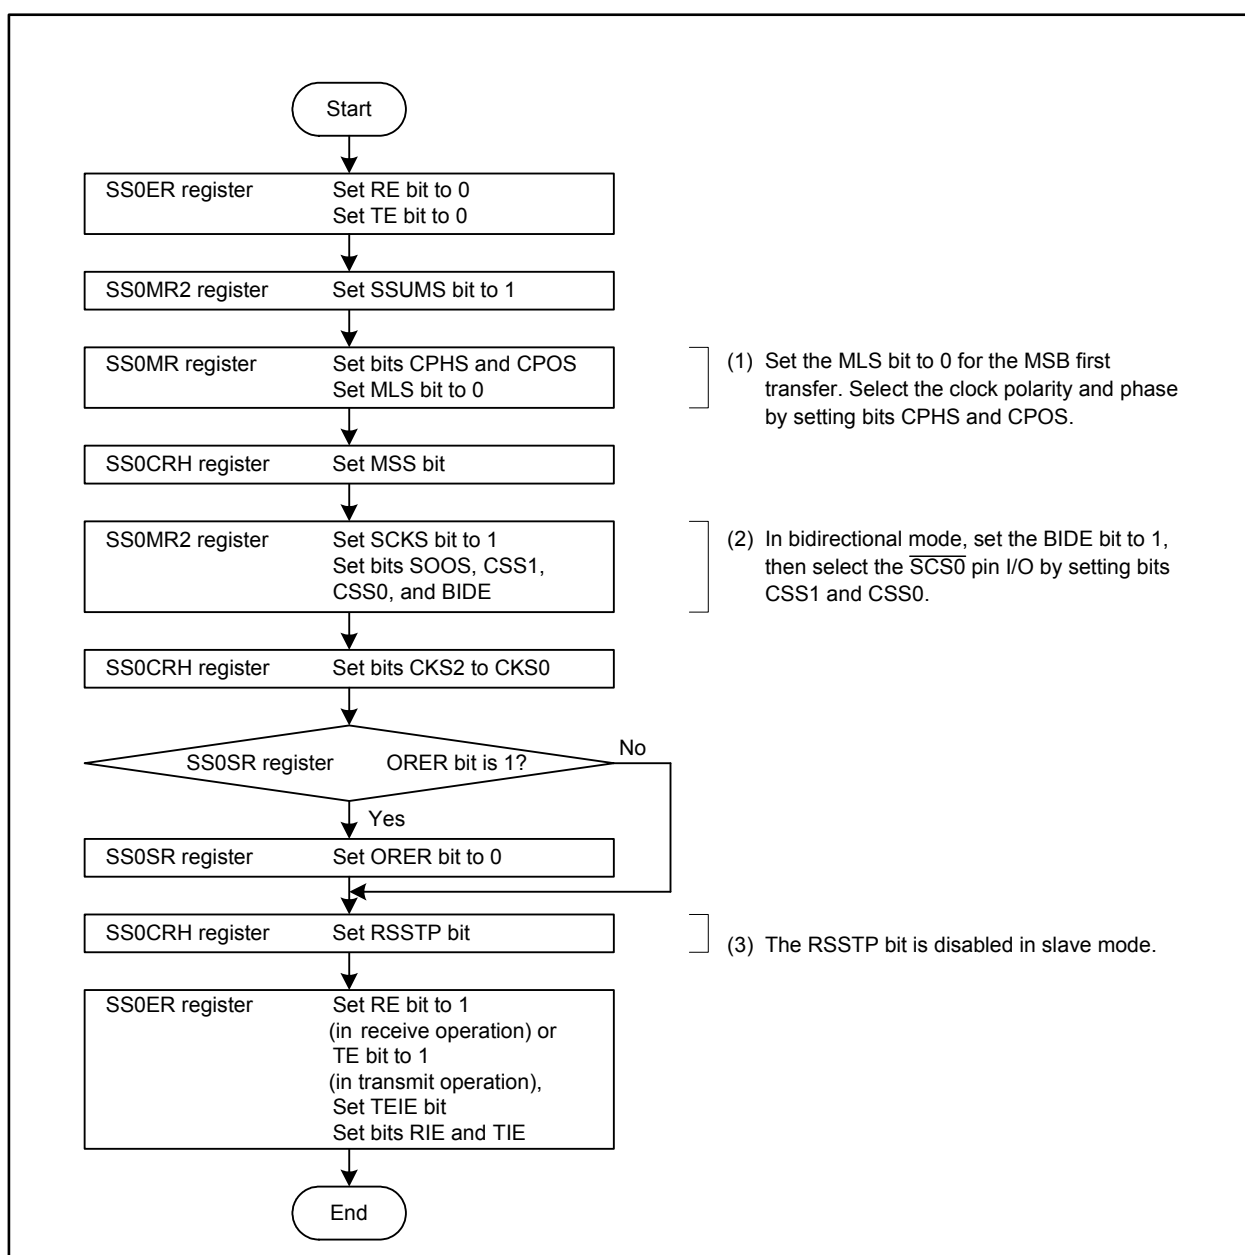 Start
SS0ER register Set RE bit to 0
Set TE bit to 0
SS0MR2 register Set SSUMS bit to 1
SS0MR register Set bits CPHS and CPOS
Set MLS bit to 0
(1) Set the MLS bit to 0 for the MSB first
transfer. Select the clock polarity and phase
by setting bits CPHS and CPOS.
SS0CRH register Set MSS bit
SS0MR2 register Set SCKS bit to 1
Set bits SOOS, CSS1,
CSS0, and BIDE
(2) In bidirectional mode, set the BIDE bit to 1,
then select the S̅C̅S̅0̅ pin I/O by setting bits
CSS1 and CSS0.
SS0CRH register Set bits CKS2 to CKS0
SS0SR register ORER bit is 1?
No
Yes
SS0SR register Set ORER bit to 0
SS0CRH register Set RSSTP bit
(3) The RSSTP bit is disabled in slave mode.
SS0ER register Set RE bit to 1
(in receive operation) or
TE bit to 1
(in transmit operation),
Set TEIE bit
Set bits RIE and TIE
End